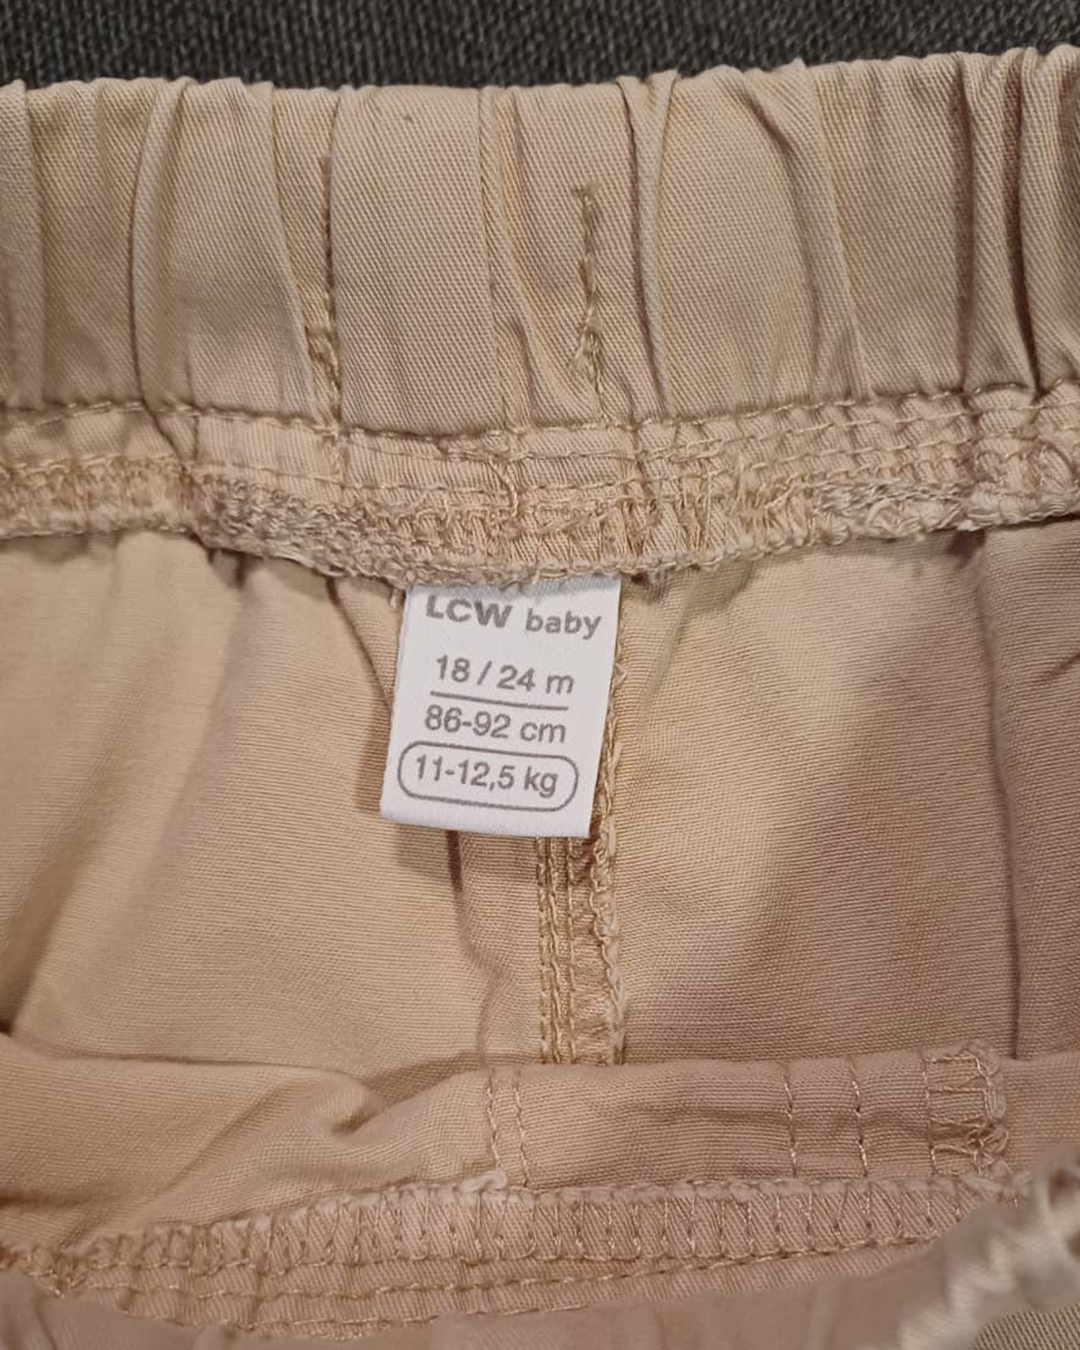 LCW baby
18 / 24 m
86-92 cm
11-12,5 kg